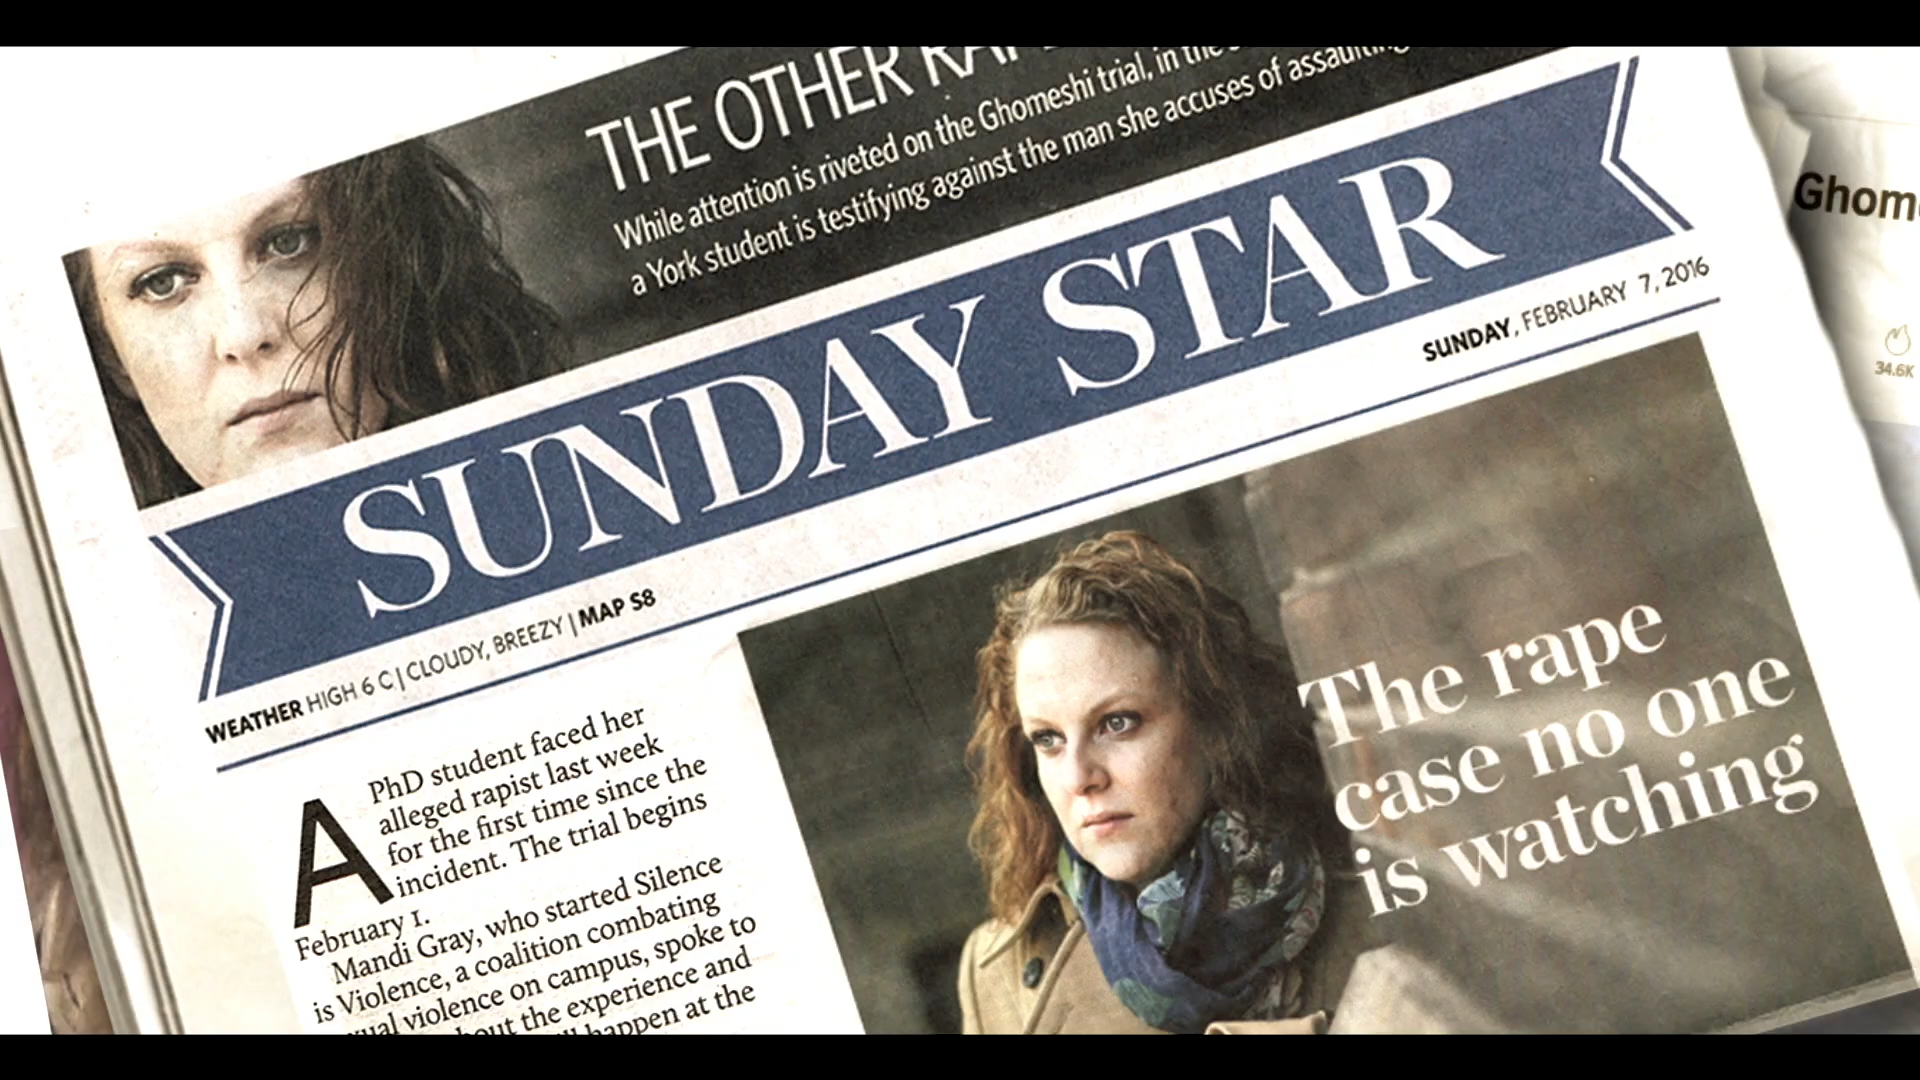 THE OTHER
While attention is riveted on the Ghomeshi trial, in the
a York student is testifying against the man she accuses of assaulting
SUNDAY STAR
WEATHER HIGH 6 C | CLOUDY, BREEZY | MAP S8
SUNDAY, FEBRUARY 7, 2016
A PhD student faced her
alleged rapist last week
for the first time since the
incident. The trial begins
February 1.
Mandi Gray, who started Silence
is Violence, a coalition combating
violence on campus, spoke to
the experience and
happen at the
The rape
case no one
is watching
34.6K